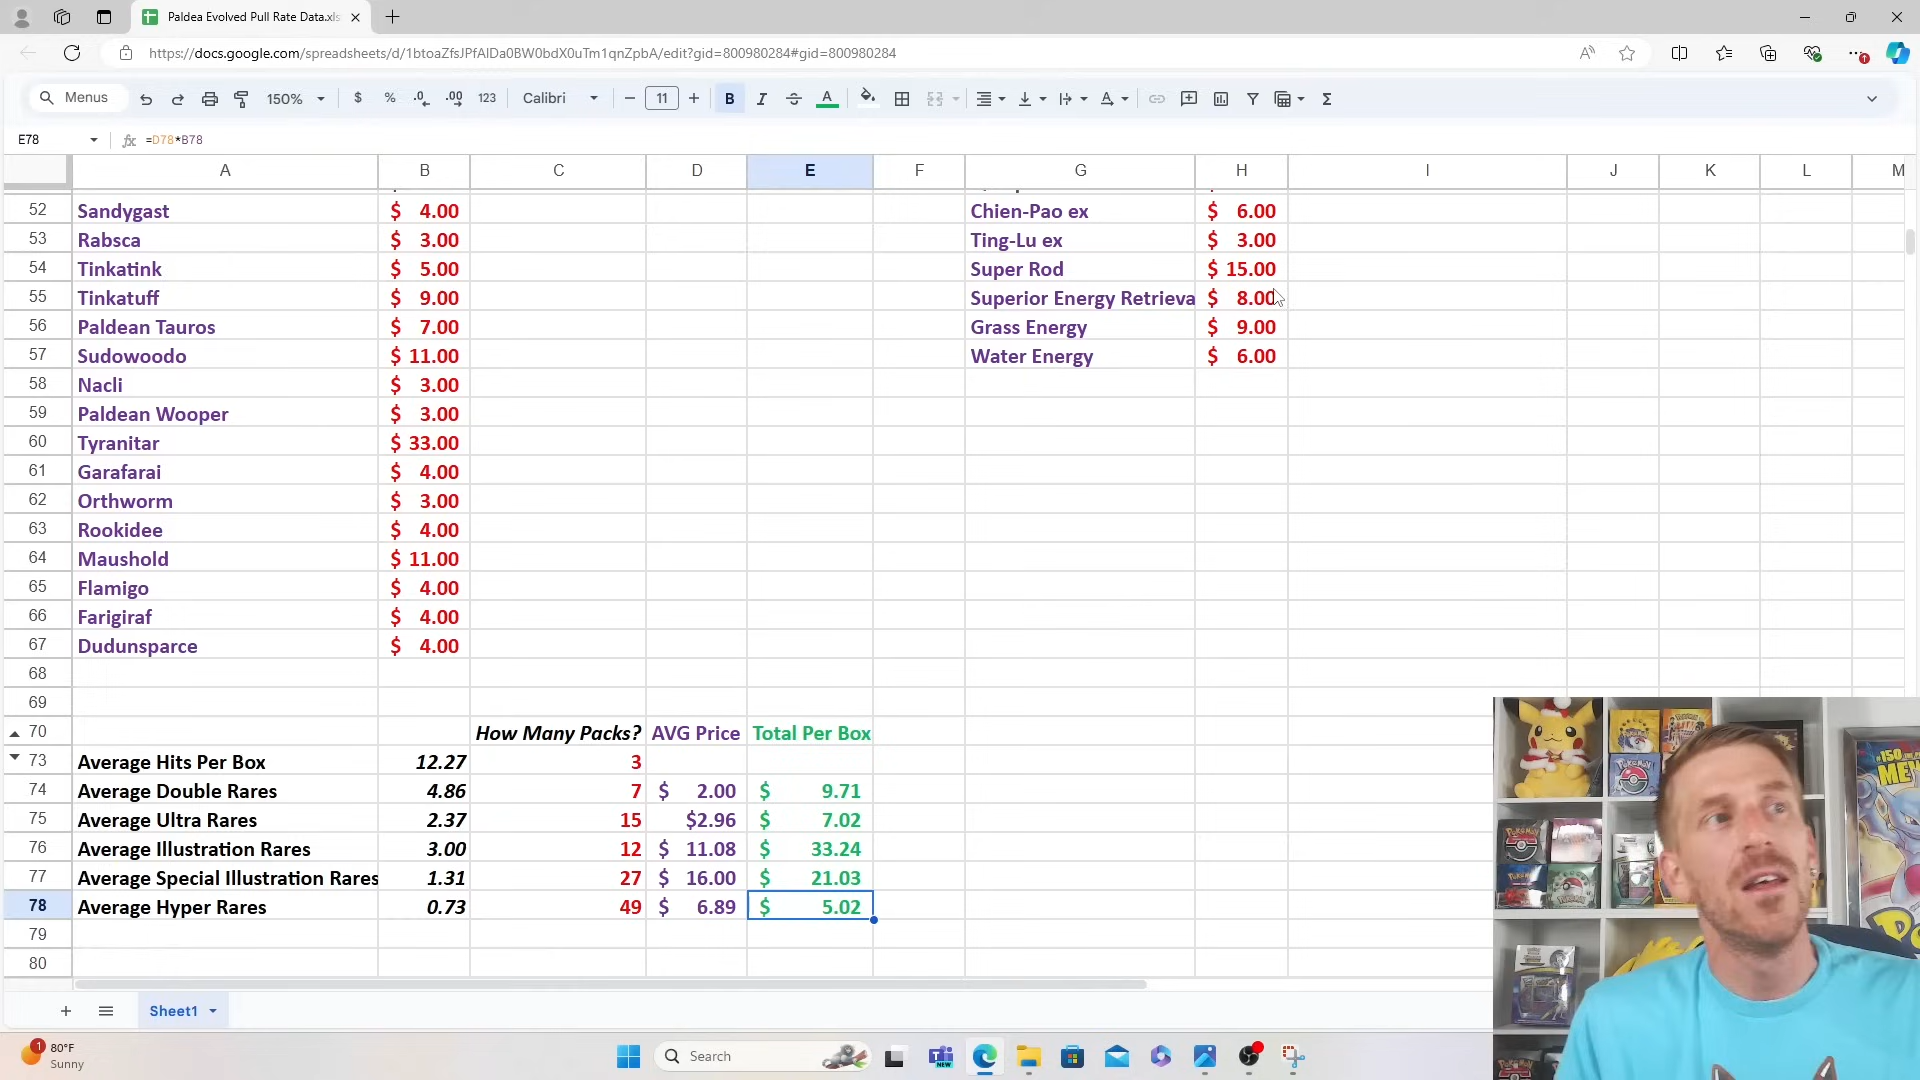 Paldea Evolved Pull Rate Data.xls
https://docs.google.com/spreadsheets/d/1btoaZfsJPfAlDa0BW0bdX0uTm1qnZpbA/edit?gid=800980284#gid=800980284
Menus 150% $ % .0 .00 123 Calibri 11 B I
E78 fx =D78*B78
A B C D E F G H I J K L M
52 Sandygast $ 4.00 Chien-Pao ex $ 6.00
53 Rabsca $ 3.00 Ting-Lu ex $ 3.00
54 Tinkatink $ 5.00 Super Rod $ 15.00
55 Tinkatuff $ 9.00 Superior Energy Retrieva $ 8.00
56 Paldean Tauros $ 7.00 Grass Energy $ 9.00
57 Sudowoodo $ 11.00 Water Energy $ 6.00
58 Nacli $ 3.00
59 Paldean Wooper $ 3.00
60 Tyranitar $ 33.00
61 Garafarai $ 4.00
62 Orthworm $ 3.00
63 Rookidee $ 4.00
64 Maushold $ 11.00
65 Flamigo $ 4.00
66 Farigiraf $ 4.00
67 Dudunsparce $ 4.00
68
69
70 How Many Packs? AVG Price Total Per Box
73 Average Hits Per Box 12.27 3
74 Average Double Rares 4.86 7 $ 2.00 $ 9.71
75 Average Ultra Rares 2.37 15 $2.96 $ 7.02
76 Average Illustration Rares 3.00 12 $ 11.08 $ 33.24
77 Average Special Illustration Rares 1.31 27 $ 16.00 $ 21.03
78 Average Hyper Rares 0.73 49 $ 6.89 $ 5.02
79
80
Sheet1
1 80°F
Sunny
Search
NEW
150